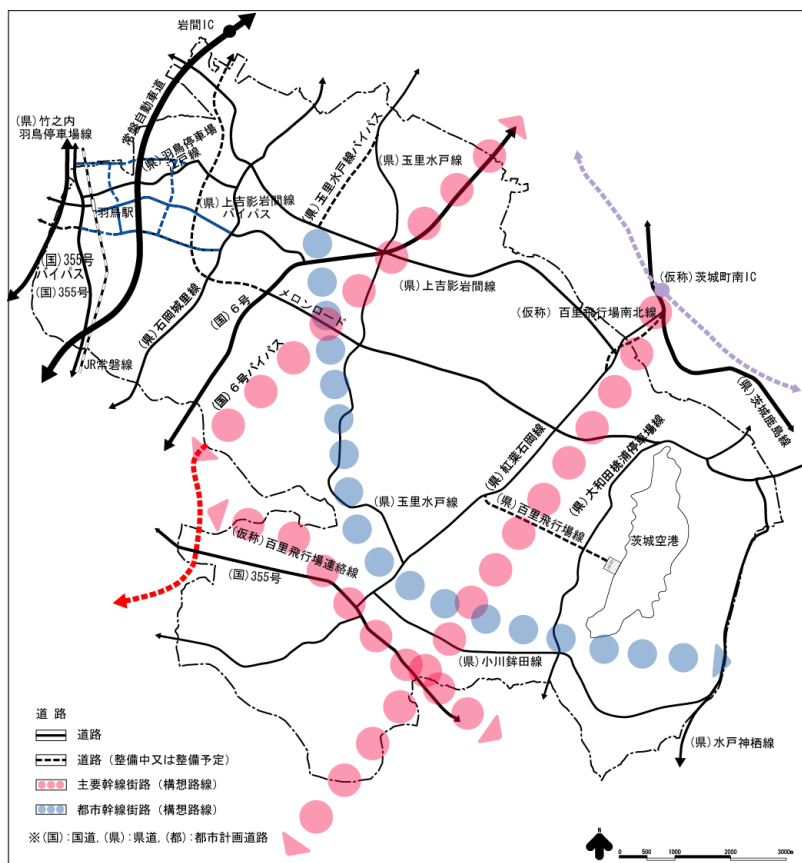 岩間IC
常磐自動車道
(県)竹之内
羽鳥停車場線
(県)羽鳥停車場
江戸線
(県)玉里水戸線バイパス
(県)玉里水戸線
羽鳥駅
(県)上吉影岩間線
バイパス
(国)355号
バイパス
(国)355号
(県)石岡城里線
(国)6号
メロンロード
(県)上吉影岩間線
(仮称)茨城町南IC
(仮称)百里飛行場南北線
JR常磐線
(国)6号バイパス
(県)茨城鹿島線
(県)紅葉石岡線
(県)大和田桃浦停車場線
(県)玉里水戸線
(県)百里飛行場線
茨城空港
(仮称)百里飛行場連絡線
(国)355号
(県)小川鉾田線
(県)水戸神栖線
道路
道路
道路(整備中又は整備予定)
主要幹線街路(構想路線)
都市幹線街路(構想路線)
※(国):国道,(県):県道,(都):都市計画道路
N
0 500 1000 2000 3000m